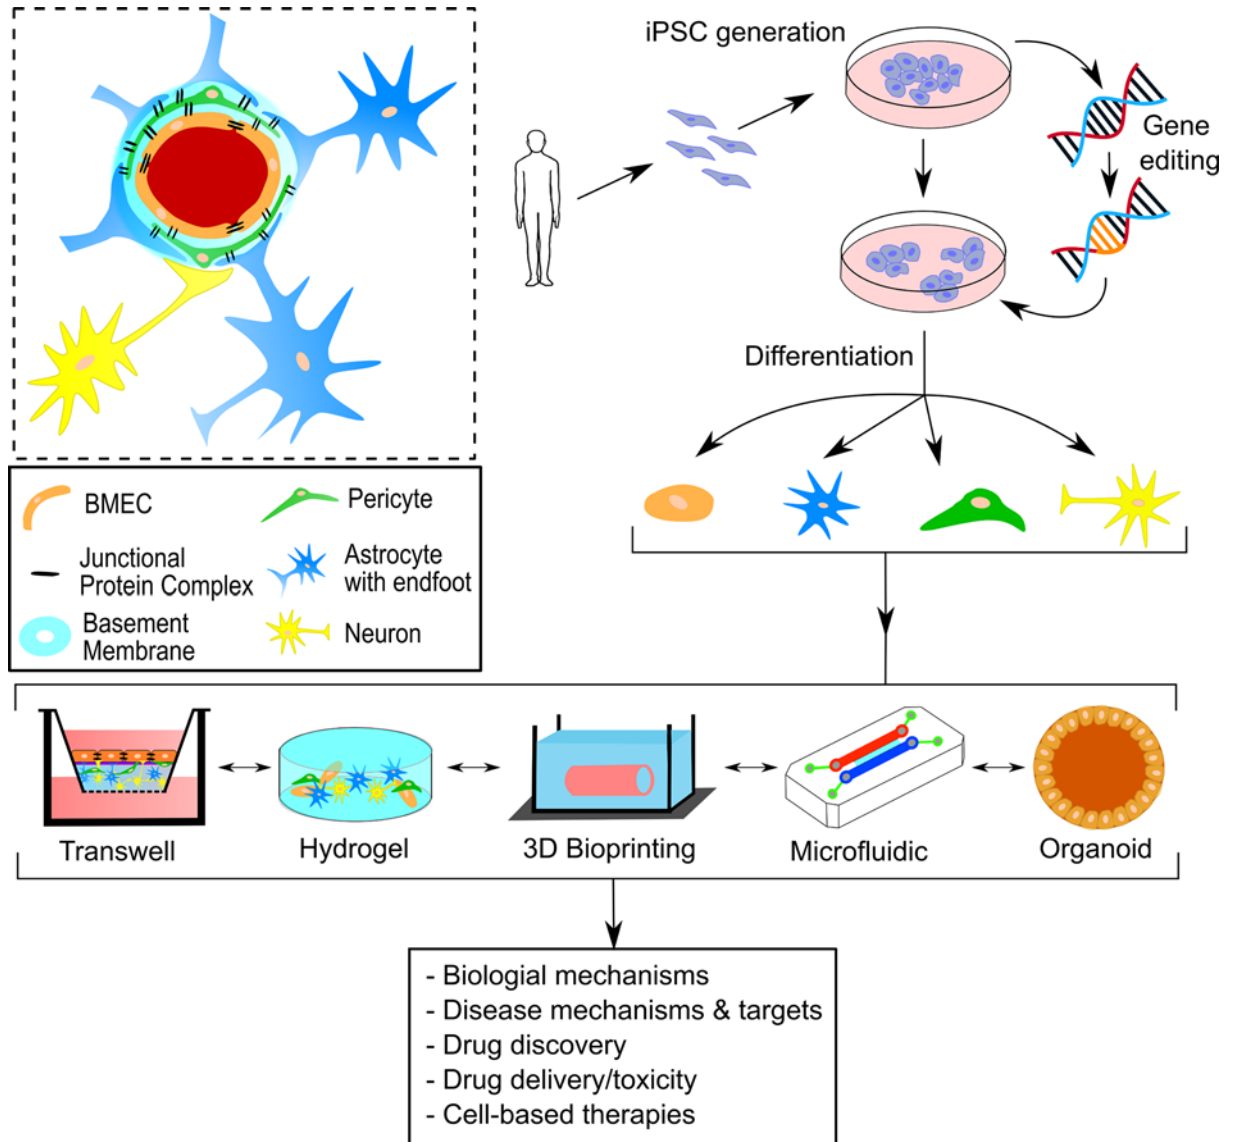 iPSC generation
Gene
editing
Differentiation
BMEC
Pericyte
Junctional
Protein Complex
Astrocyte
with endfoot
Basement
Membrane
Neuron
Transwell
Hydrogel
3D Bioprinting
Microfluidic
Organoid
- Biologial mechanisms
- Disease mechanisms & targets
- Drug discovery
- Drug delivery/toxicity
- Cell-based therapies